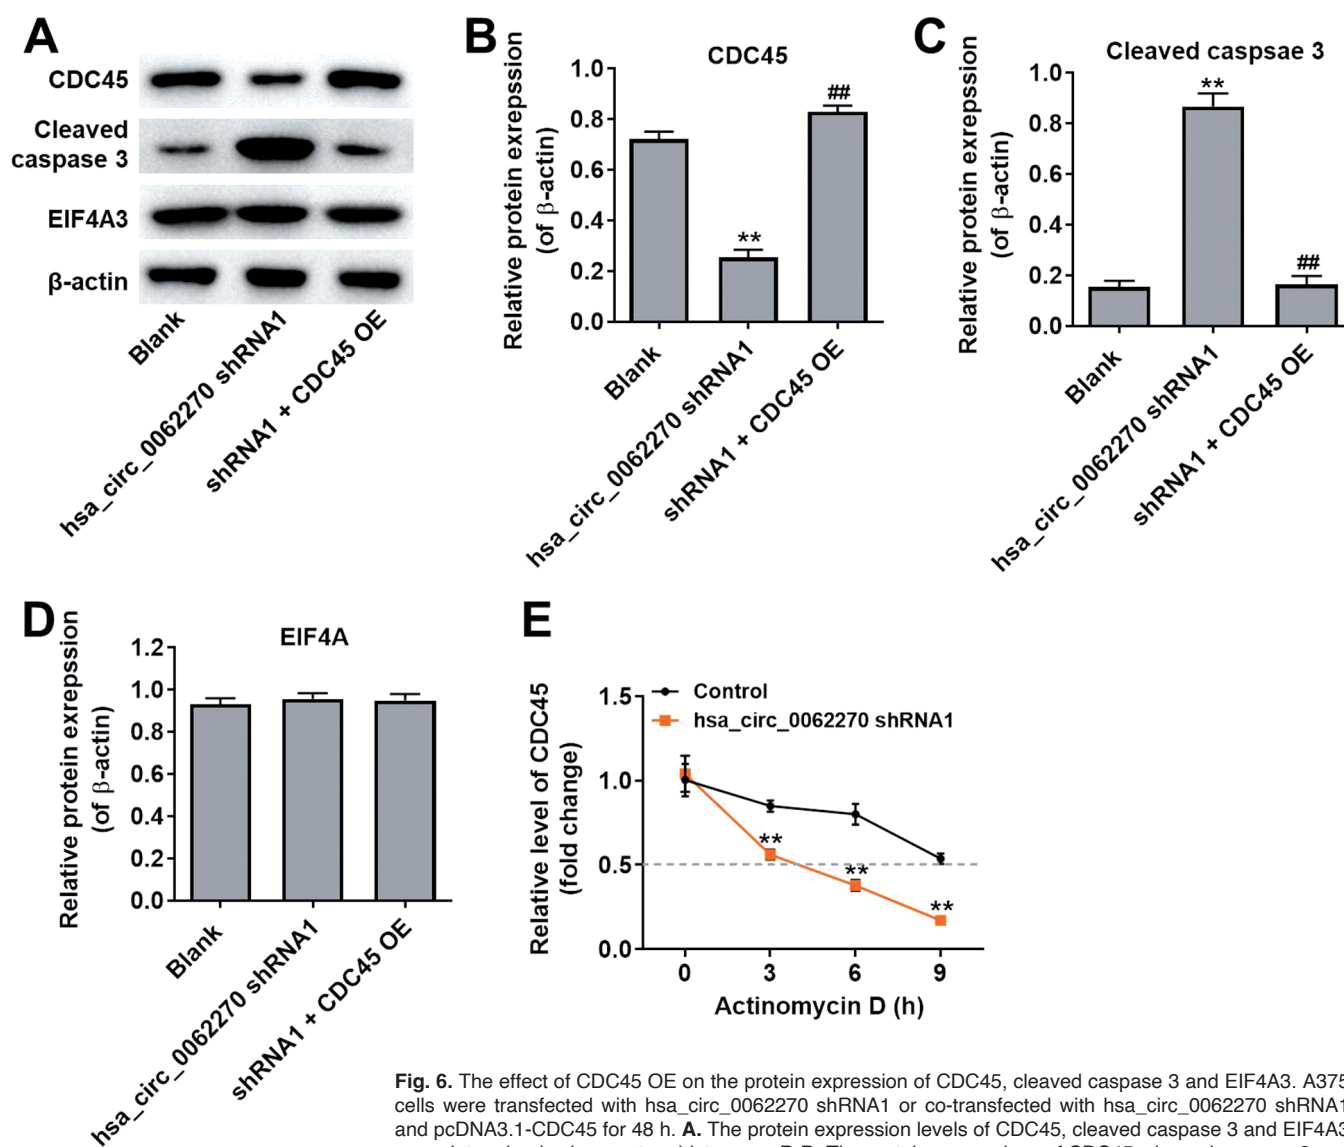 A
CDC45
Cleaved
caspase 3
EIF4A3
β-actin
Blank
hsa_circ_0062270 shRNA1
shRNA1 + CDC45 OE
B
CDC45
Relative protein exrepssion
(of β-actin)
1.0
0.8
0.6
0.4
0.2
0.0
**
##
Blank
hsa_circ_0062270 shRNA1
shRNA1 + CDC45 OE
C
Cleaved caspsae 3
Relative protein exrepssion
(of β-actin)
1.0
0.8
0.6
0.4
0.2
0.0
**
##
Blank
hsa_circ_0062270 shRNA1
shRNA1 + CDC45 OE
D
EIF4A
Relative protein exrepssion
(of β-actin)
1.2
1.0
0.8
0.6
0.4
0.2
0.0
Blank
hsa_circ_0062270 shRNA1
shRNA1 + CDC45 OE
E
Control
hsa_circ_0062270 shRNA1
Relative level of CDC45
(fold change)
1.5
1.0
0.5
0.0
**
**
**
0 3 6 9
Actinomycin D (h)
Fig. 6. The effect of CDC45 OE on the protein expression of CDC45, cleaved caspase 3 and EIF4A3. A375
cells were transfected with hsa_circ_0062270 shRNA1 or co-transfected with hsa_circ_0062270 shRNA1
and pcDNA3.1-CDC45 for 48 h. A. The protein expression levels of CDC45, cleaved caspase 3 and EIF4A